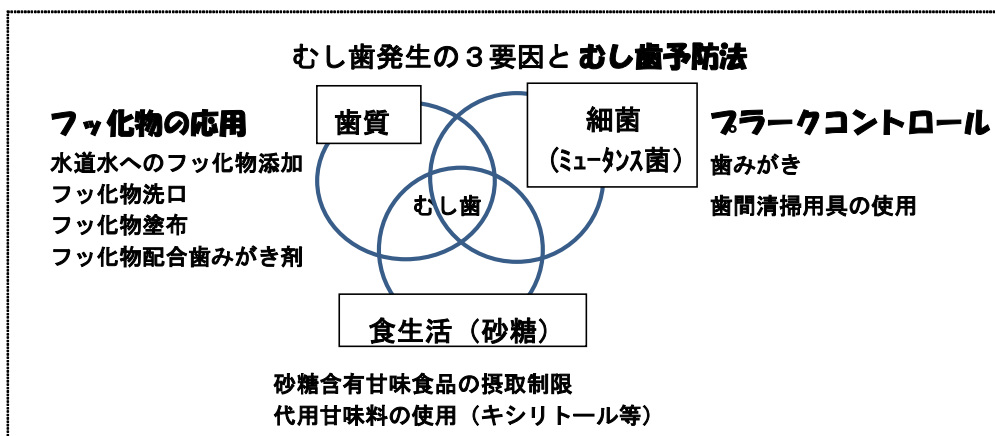 むし歯発生の３要因とむし歯予防法
フッ化物の応用
水道水へのフッ化物添加
フッ化物洗口
フッ化物塗布
フッ化物配合歯みがき剤
歯質
細菌
（ﾐｭｰﾀﾝｽ菌）
プラークコントロール
歯みがき
歯間清掃用具の使用
むし歯
食生活（砂糖）
砂糖含有甘味食品の摂取制限
代用甘味料の使用（キシリトール等）